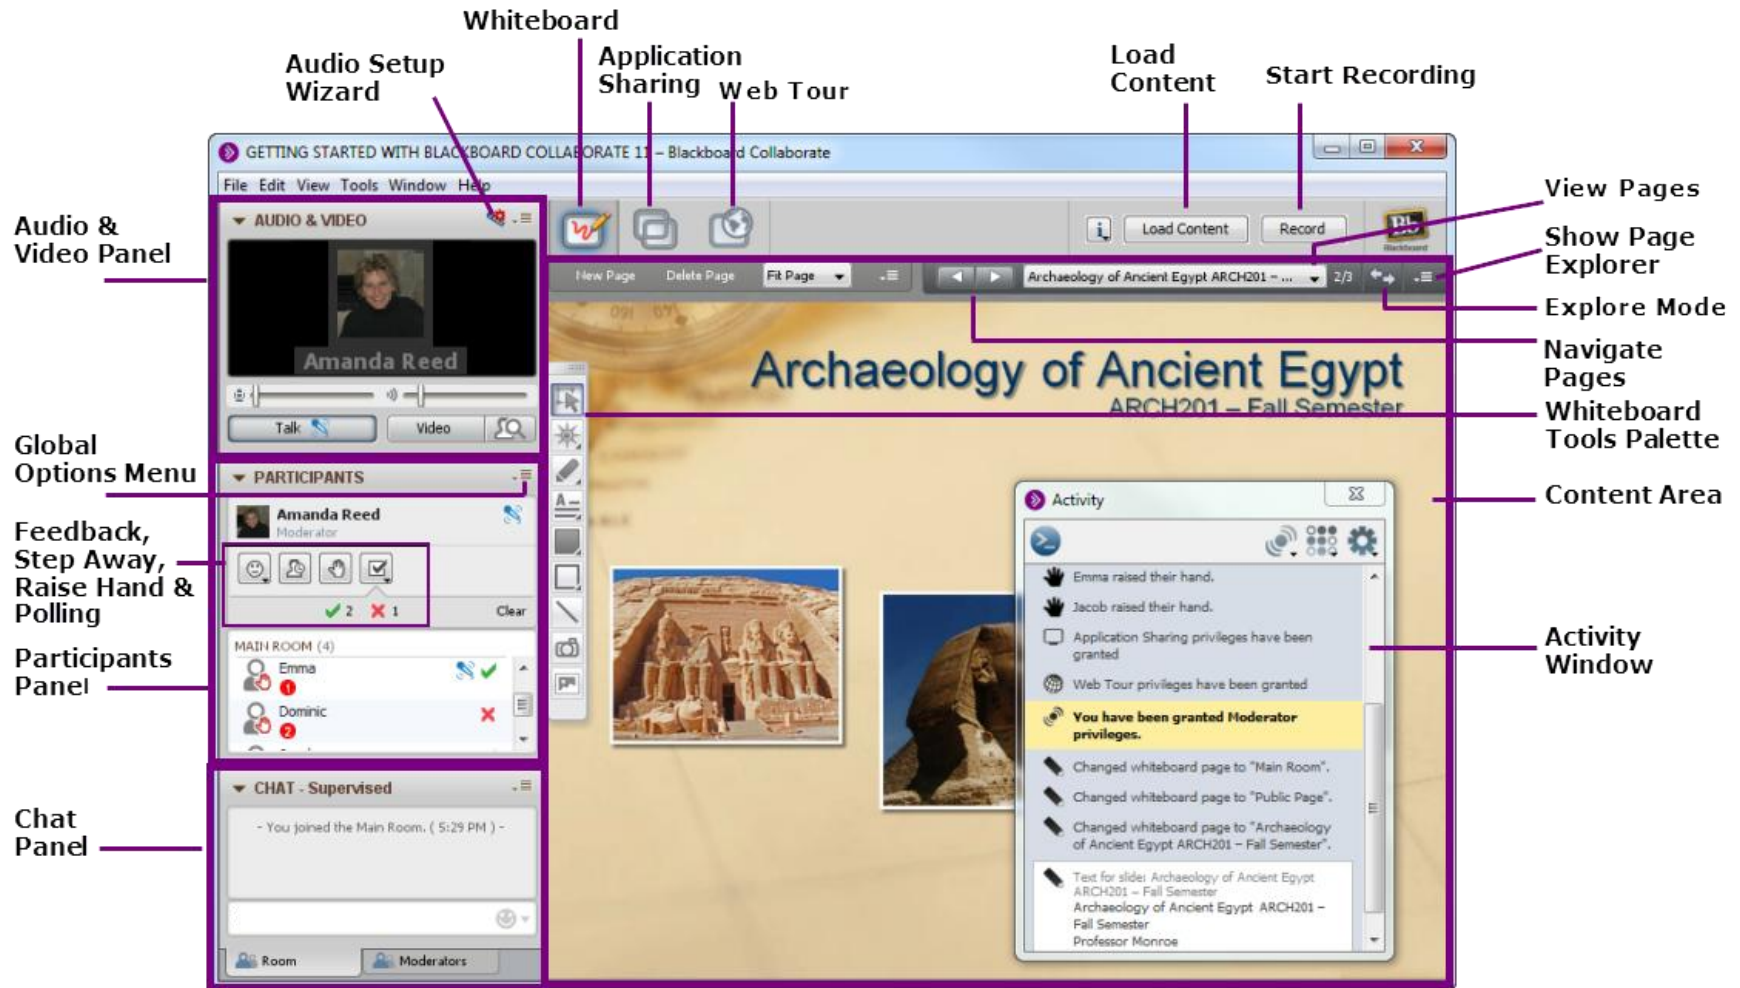 Whiteboard
Application
Sharing
Web Tour
Audio Setup
Wizard
Load
Content
Start Recording
GETTING STARTED WITH BLACKBOARD COLLABORATE 11 – Blackboard Collaborate
File Edit View Tools Window Help
View Pages
Show Page
Explorer
Explore Mode
Navigate
Pages
Whiteboard
Tools Palette
Content Area
Activity
Window
Audio &
Video Panel
Global
Options Menu
Feedback,
Step Away,
Raise Hand &
Polling
Participants
Panel
Chat
Panel
AUDIO & VIDEO
Amanda Reed
Talk
Video
PARTICIPANTS
Amanda Reed
Moderator
2 1 Clear
MAIN ROOM (4)
Emma
1
Dominic
2
CHAT - Supervised
- You joined the Main Room. ( 5:29 PM ) -
Room
Moderators
i Load Content Record
Bb
Blackboard
New Page Delete Page Fit Page
Archaeology of Ancient Egypt ARCH201 – ... 2/3
Archaeology of Ancient Egypt
ARCH201 – Fall Semester
Activity
Emma raised their hand.
Jacob raised their hand.
Application Sharing privileges have been
granted
Web Tour privileges have been granted
You have been granted Moderator
privileges.
Changed whiteboard page to "Main Room".
Changed whiteboard page to "Public Page".
Changed whiteboard page to "Archaeology
of Ancient Egypt ARCH201 – Fall Semester".
Text for slide: Archaeology of Ancient Egypt
ARCH201 – Fall Semester
Archaeology of Ancient Egypt ARCH201 –
Fall Semester
Professor Monroe